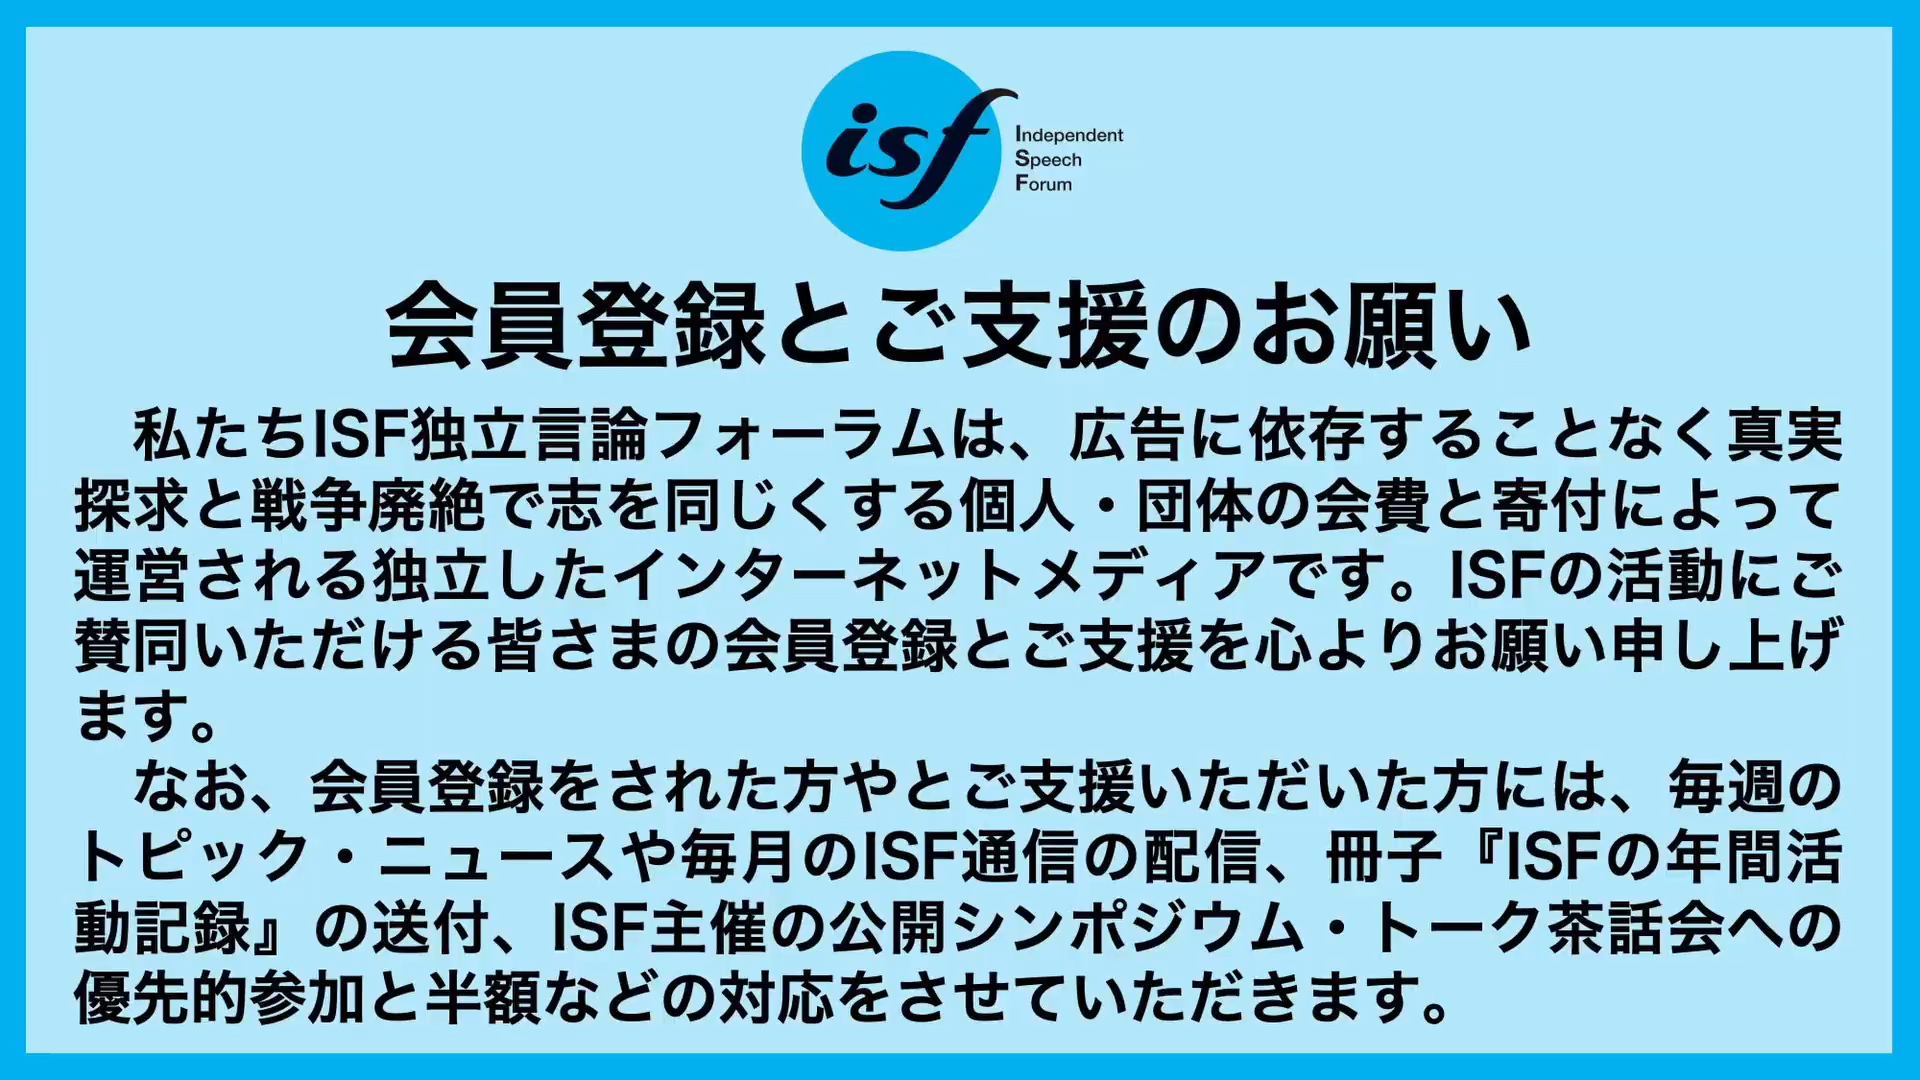 isf
Independent
Speech
Forum
会員登録とご支援のお願い
　私たちISF独立言論フォーラムは、広告に依存することなく真実
探求と戦争廃絶で志を同じくする個人・団体の会費と寄付によって
運営される独立したインターネットメディアです。ISFの活動にご
賛同いただける皆さまの会員登録とご支援を心よりお願い申し上げ
ます。
　なお、会員登録をされた方やとご支援いただいた方には、毎週の
トピック・ニュースや毎月のISF通信の配信、冊子『ISFの年間活
動記録』の送付、ISF主催の公開シンポジウム・トーク茶話会への
優先的参加と半額などの対応をさせていただきます。